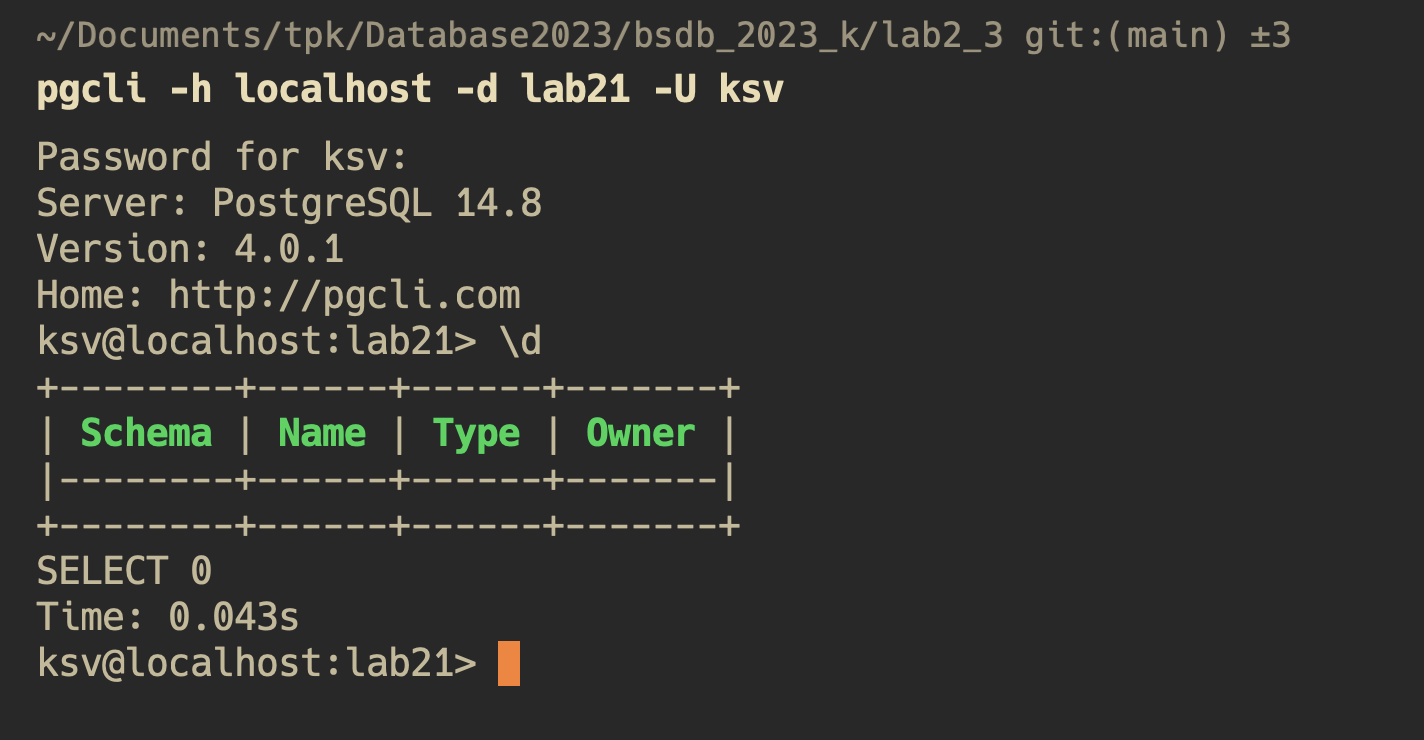 ~/Documents/tpk/Database2023/bsdb_2023_k/lab2_3 git:(main) ±3
pgcli -h localhost -d lab21 -U ksv
Password for ksv:
Server: PostgreSQL 14.8
Version: 4.0.1
Home: http://pgcli.com
ksv@localhost:lab21> \d
+--------+------+------+-------+
| Schema | Name | Type | Owner |
|--------+------+------+-------|
+--------+------+------+-------+
SELECT 0
Time: 0.043s
ksv@localhost:lab21>